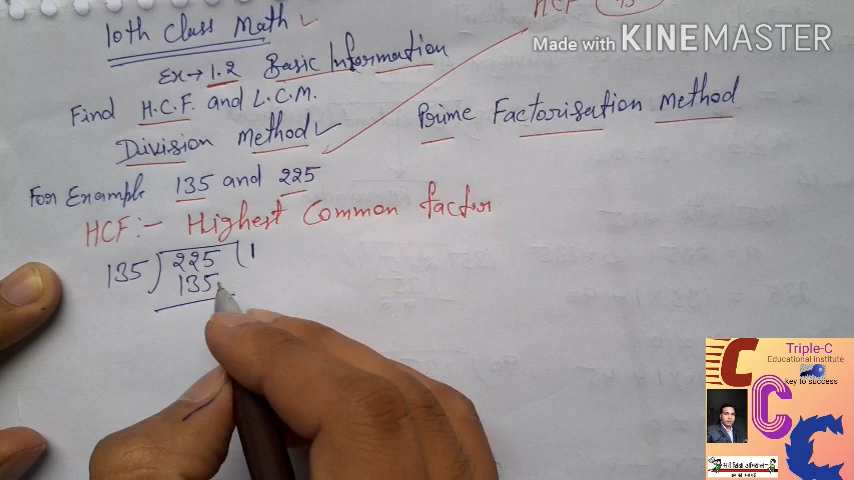 HCF
Made with KINEMASTER
10th Class Math ✓
Ex → 1.2 Basic Information
Find H.C.F. and L.C.M.
Division Method ✓
Prime Factorisation Method
For Example 135 and 225
HCF :- Highest Common factor
135) 225 (1
135
Triple-C
Educational Institute
key to success
C C C